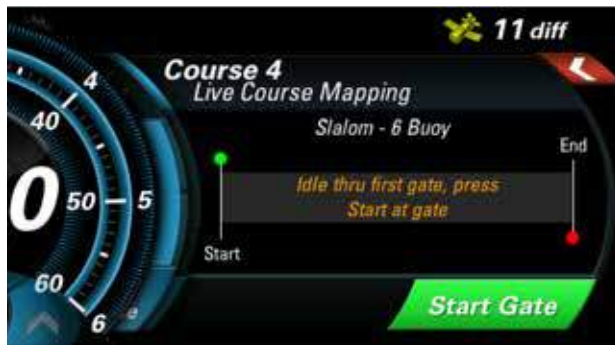 11 diff
Course 4
Live Course Mapping
Slalom - 6 Buoy
End
Idle thru first gate, press
Start at gate
Start
Start Gate
4
40
0
50
5
60
6
e